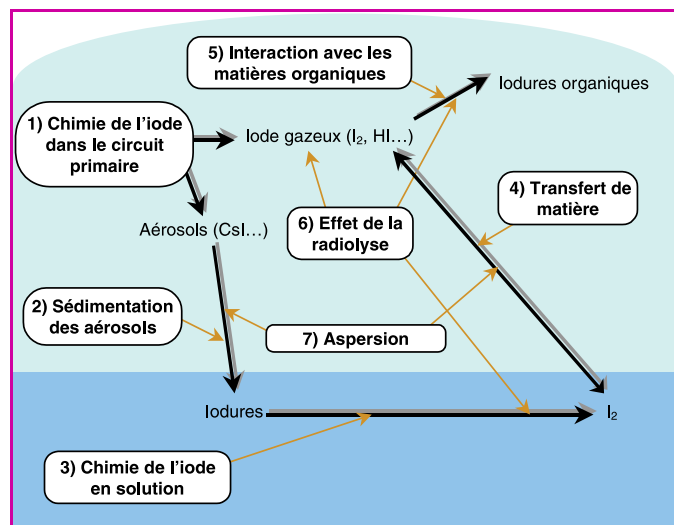 5) Interaction avec les
matières organiques
Iodures organiques
1) Chimie de l'iode
dans le circuit
primaire
Iode gazeux (I₂, HI…)
4) Transfert de
matière
6) Effet de la
radiolyse
Aérosols (CsI…)
2) Sédimentation
des aérosols
7) Aspersion
Iodures
I₂
3) Chimie de l'iode
en solution